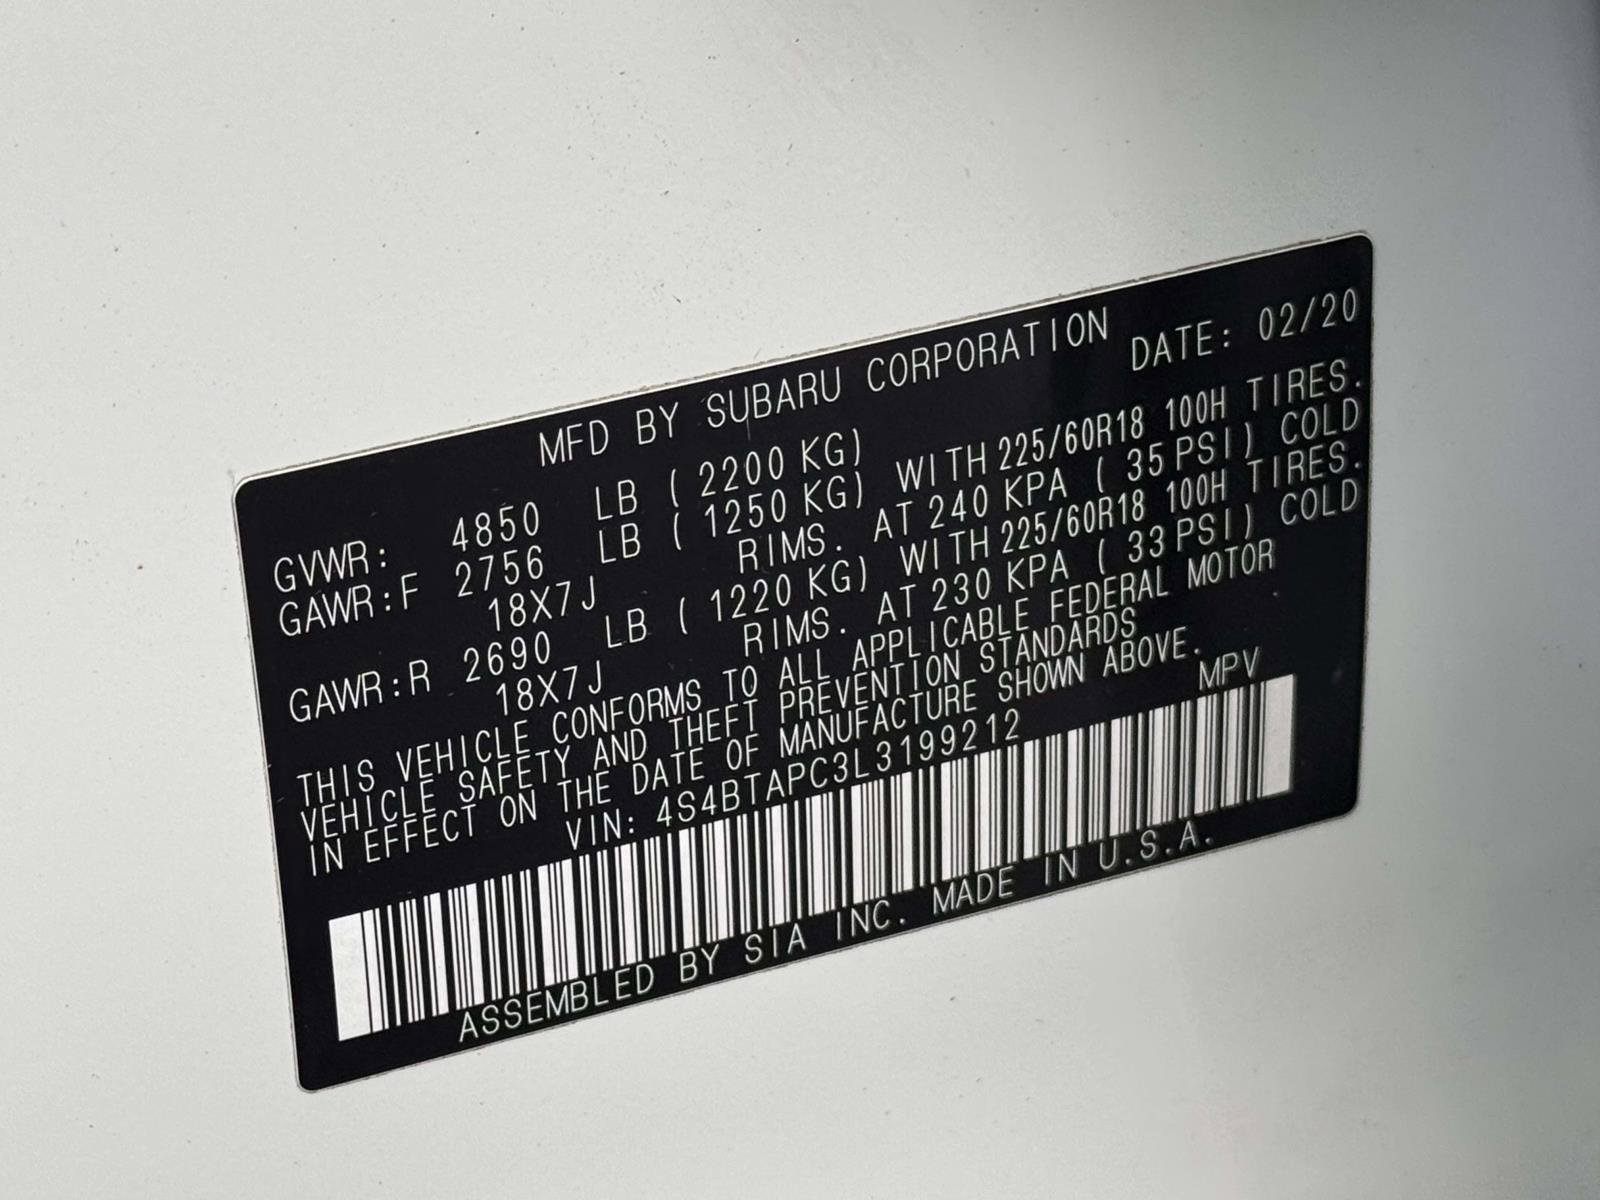 MFD BY SUBARU CORPORATION
DATE: 02/20
GVWR: 4850 LB ( 2200 KG)
GAWR:F 2756 LB ( 1250 KG) WITH 225/60R18 100H TIRES.
18X7J RIMS. AT 240 KPA ( 35 PSI) COLD
GAWR:R 2690 LB ( 1220 KG) WITH 225/60R18 100H TIRES.
18X7J RIMS. AT 230 KPA ( 33 PSI) COLD
THIS VEHICLE CONFORMS TO ALL APPLICABLE FEDERAL MOTOR
VEHICLE SAFETY AND THEFT PREVENTION STANDARDS
IN EFFECT ON THE DATE OF MANUFACTURE SHOWN ABOVE.
VIN: 4S4BTAPC3L3199212 MPV
ASSEMBLED BY SIA INC. MADE IN U.S.A.